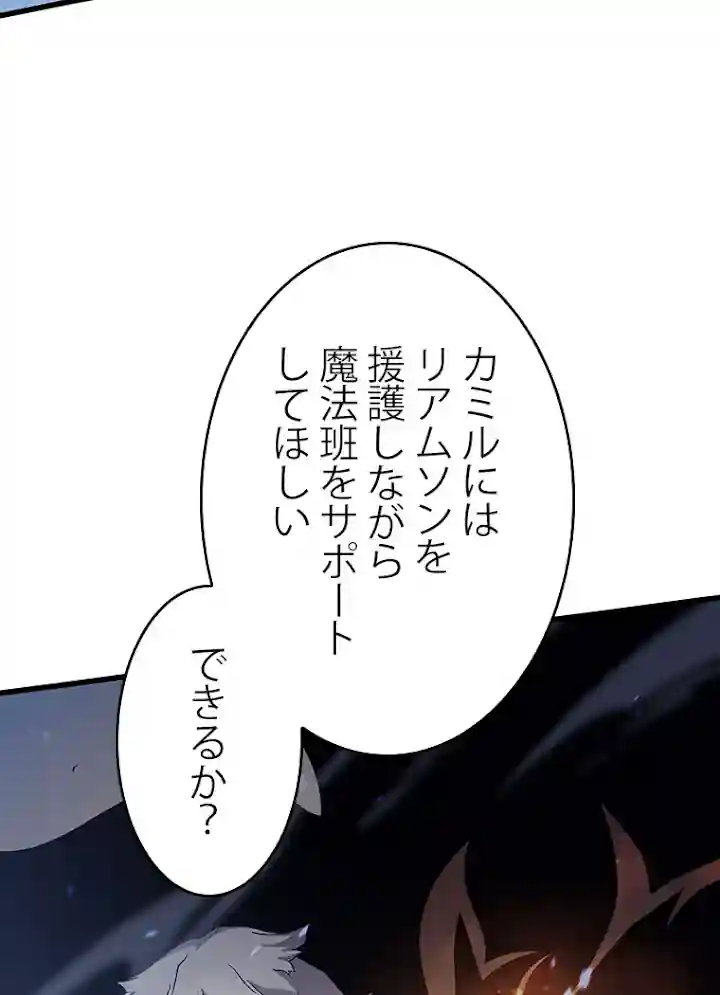 カミルには
リアムソンを
援護しながら
魔法班をサポート
してほしい
できるか?